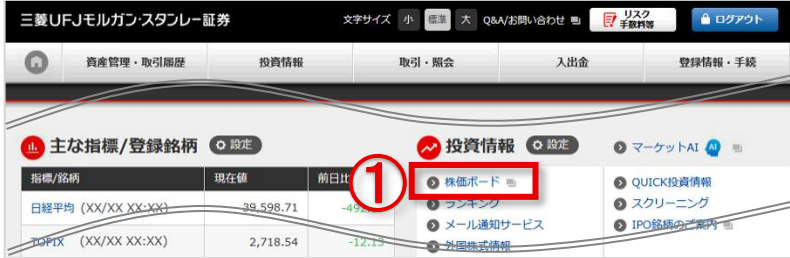 三菱UFJモルガン・スタンレー証券 文字サイズ 小 標準 大 Q&A/お問い合わせ リスク手数料等 ログアウト
資産管理・取引履歴 投資情報 取引・照会 入出金 登録情報・手続
主な指標/登録銘柄 設定 投資情報 設定 マーケットAI AI
指標/銘柄 現在値 前日比 ① 株価ボード QUICK投資情報
日経平均 (XX/XX XX:XX) 39,598.71 ランキング スクリーニング
メール通知サービス IPO銘柄のご案内
TOPIX (XX/XX XX:XX) 2,718.54 -12.13 外国株式情報